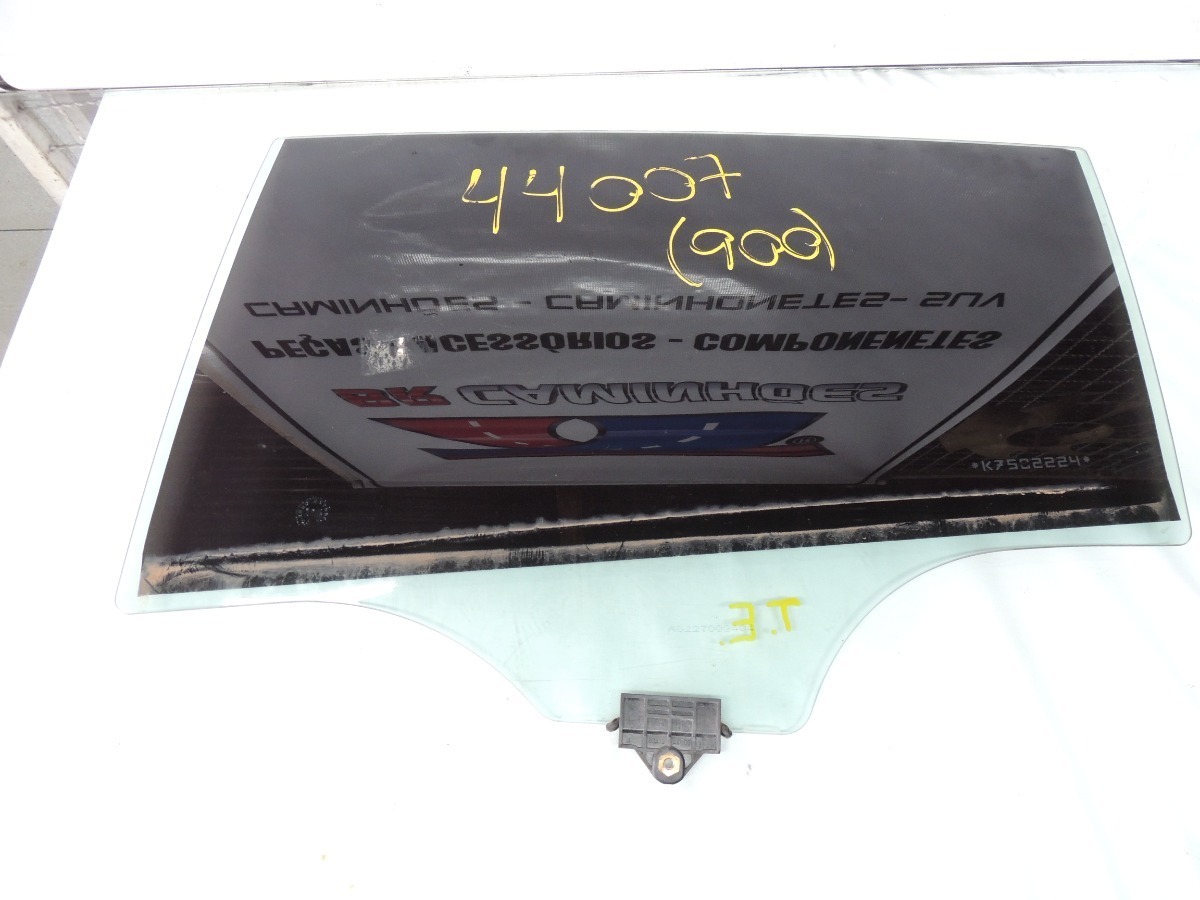 44007
(900)
CAMINHÕES - CAMINHONETES- SUV
PEÇAS ACESSÓRIOS - COMPONENETES
BR CAMINHÕES
*K7502224*
T.E.